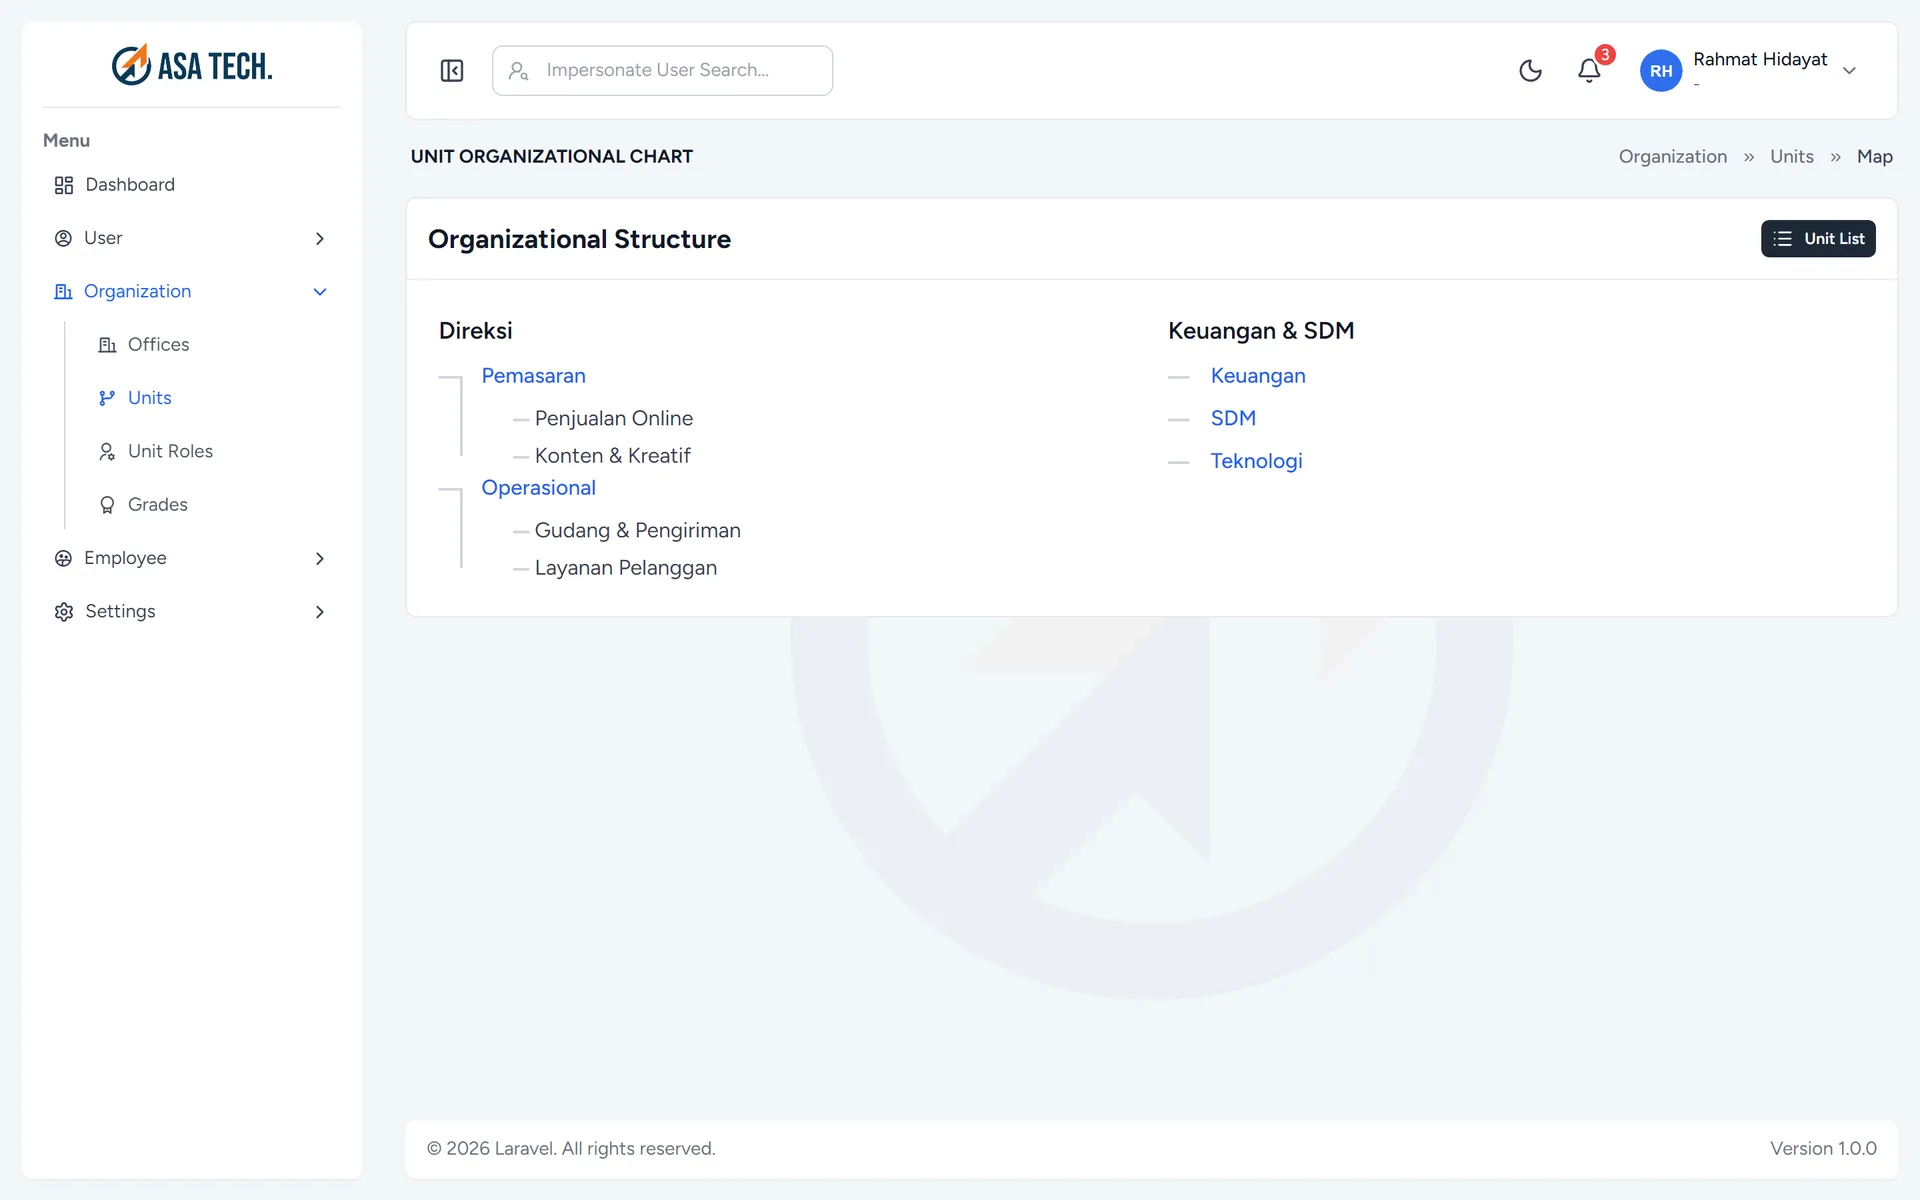 ASA TECH.
Menu
Dashboard
User
Organization
Offices
Units
Unit Roles
Grades
Employee
Settings
Impersonate User Search...
3
RH
Rahmat Hidayat
-
UNIT ORGANIZATIONAL CHART
Organization » Units » Map
Organizational Structure
Unit List
Direksi
Pemasaran
Penjualan Online
Konten & Kreatif
Operasional
Gudang & Pengiriman
Layanan Pelanggan
Keuangan & SDM
Keuangan
SDM
Teknologi
© 2026 Laravel. All rights reserved.
Version 1.0.0